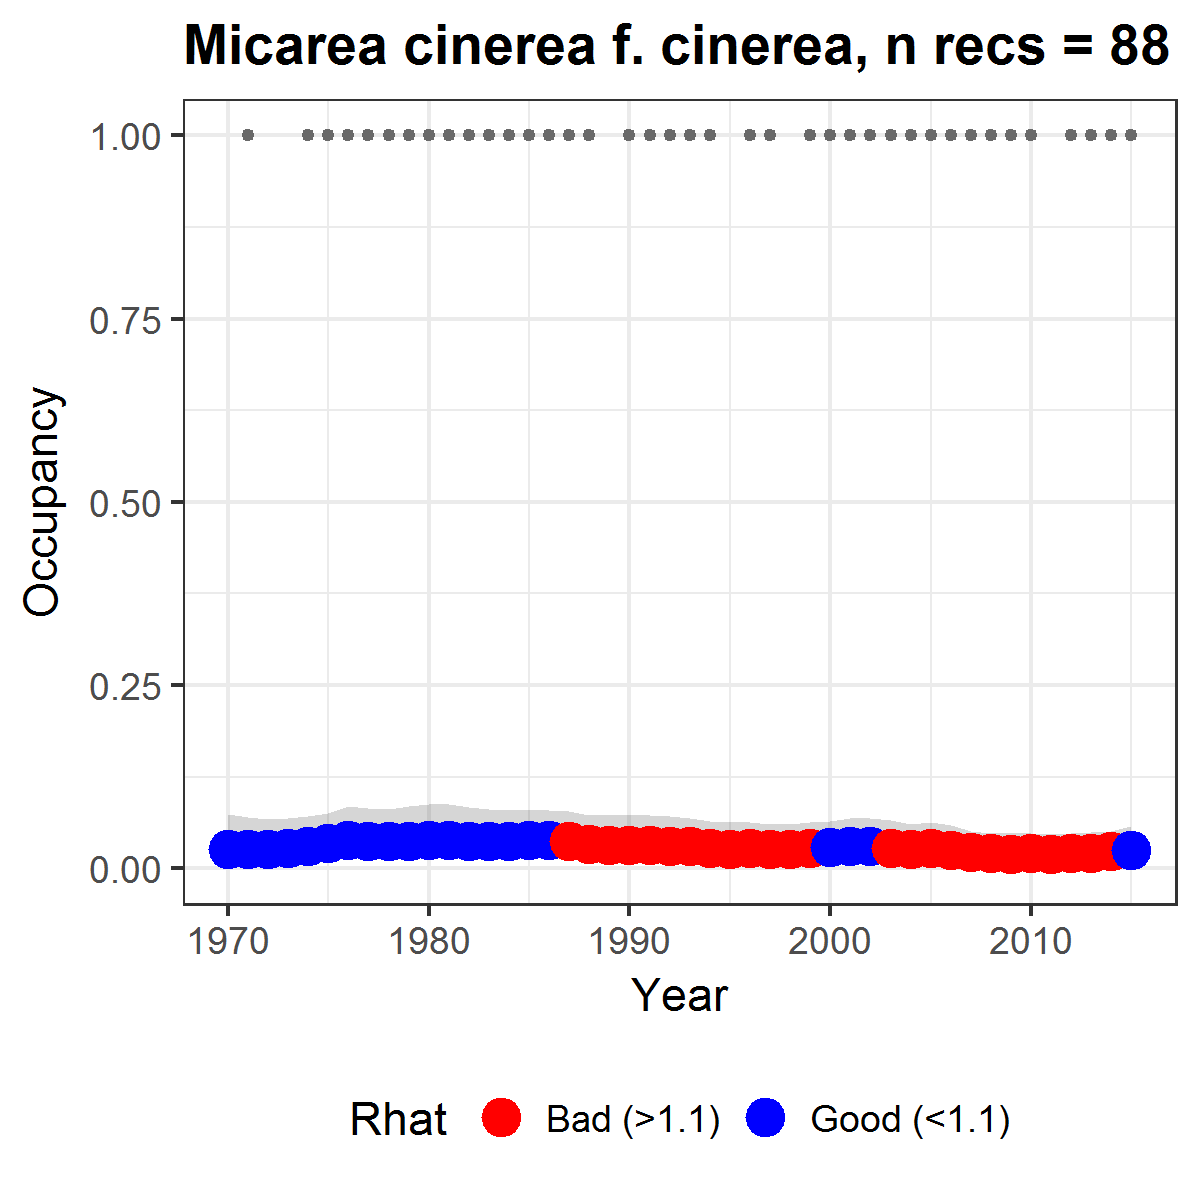 Micarea cinerea f. cinerea, n recs = 88
1.00
0.75
0.50
0.25
0.00
Occupancy
1970 1980 1990 2000 2010
Year
Rhat Bad (>1.1) Good (<1.1)